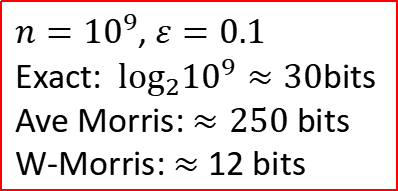 n = 10⁹, ε = 0.1
Exact: log₂10⁹ ≈ 30bits
Ave Morris: ≈ 250 bits
W-Morris: ≈ 12 bits